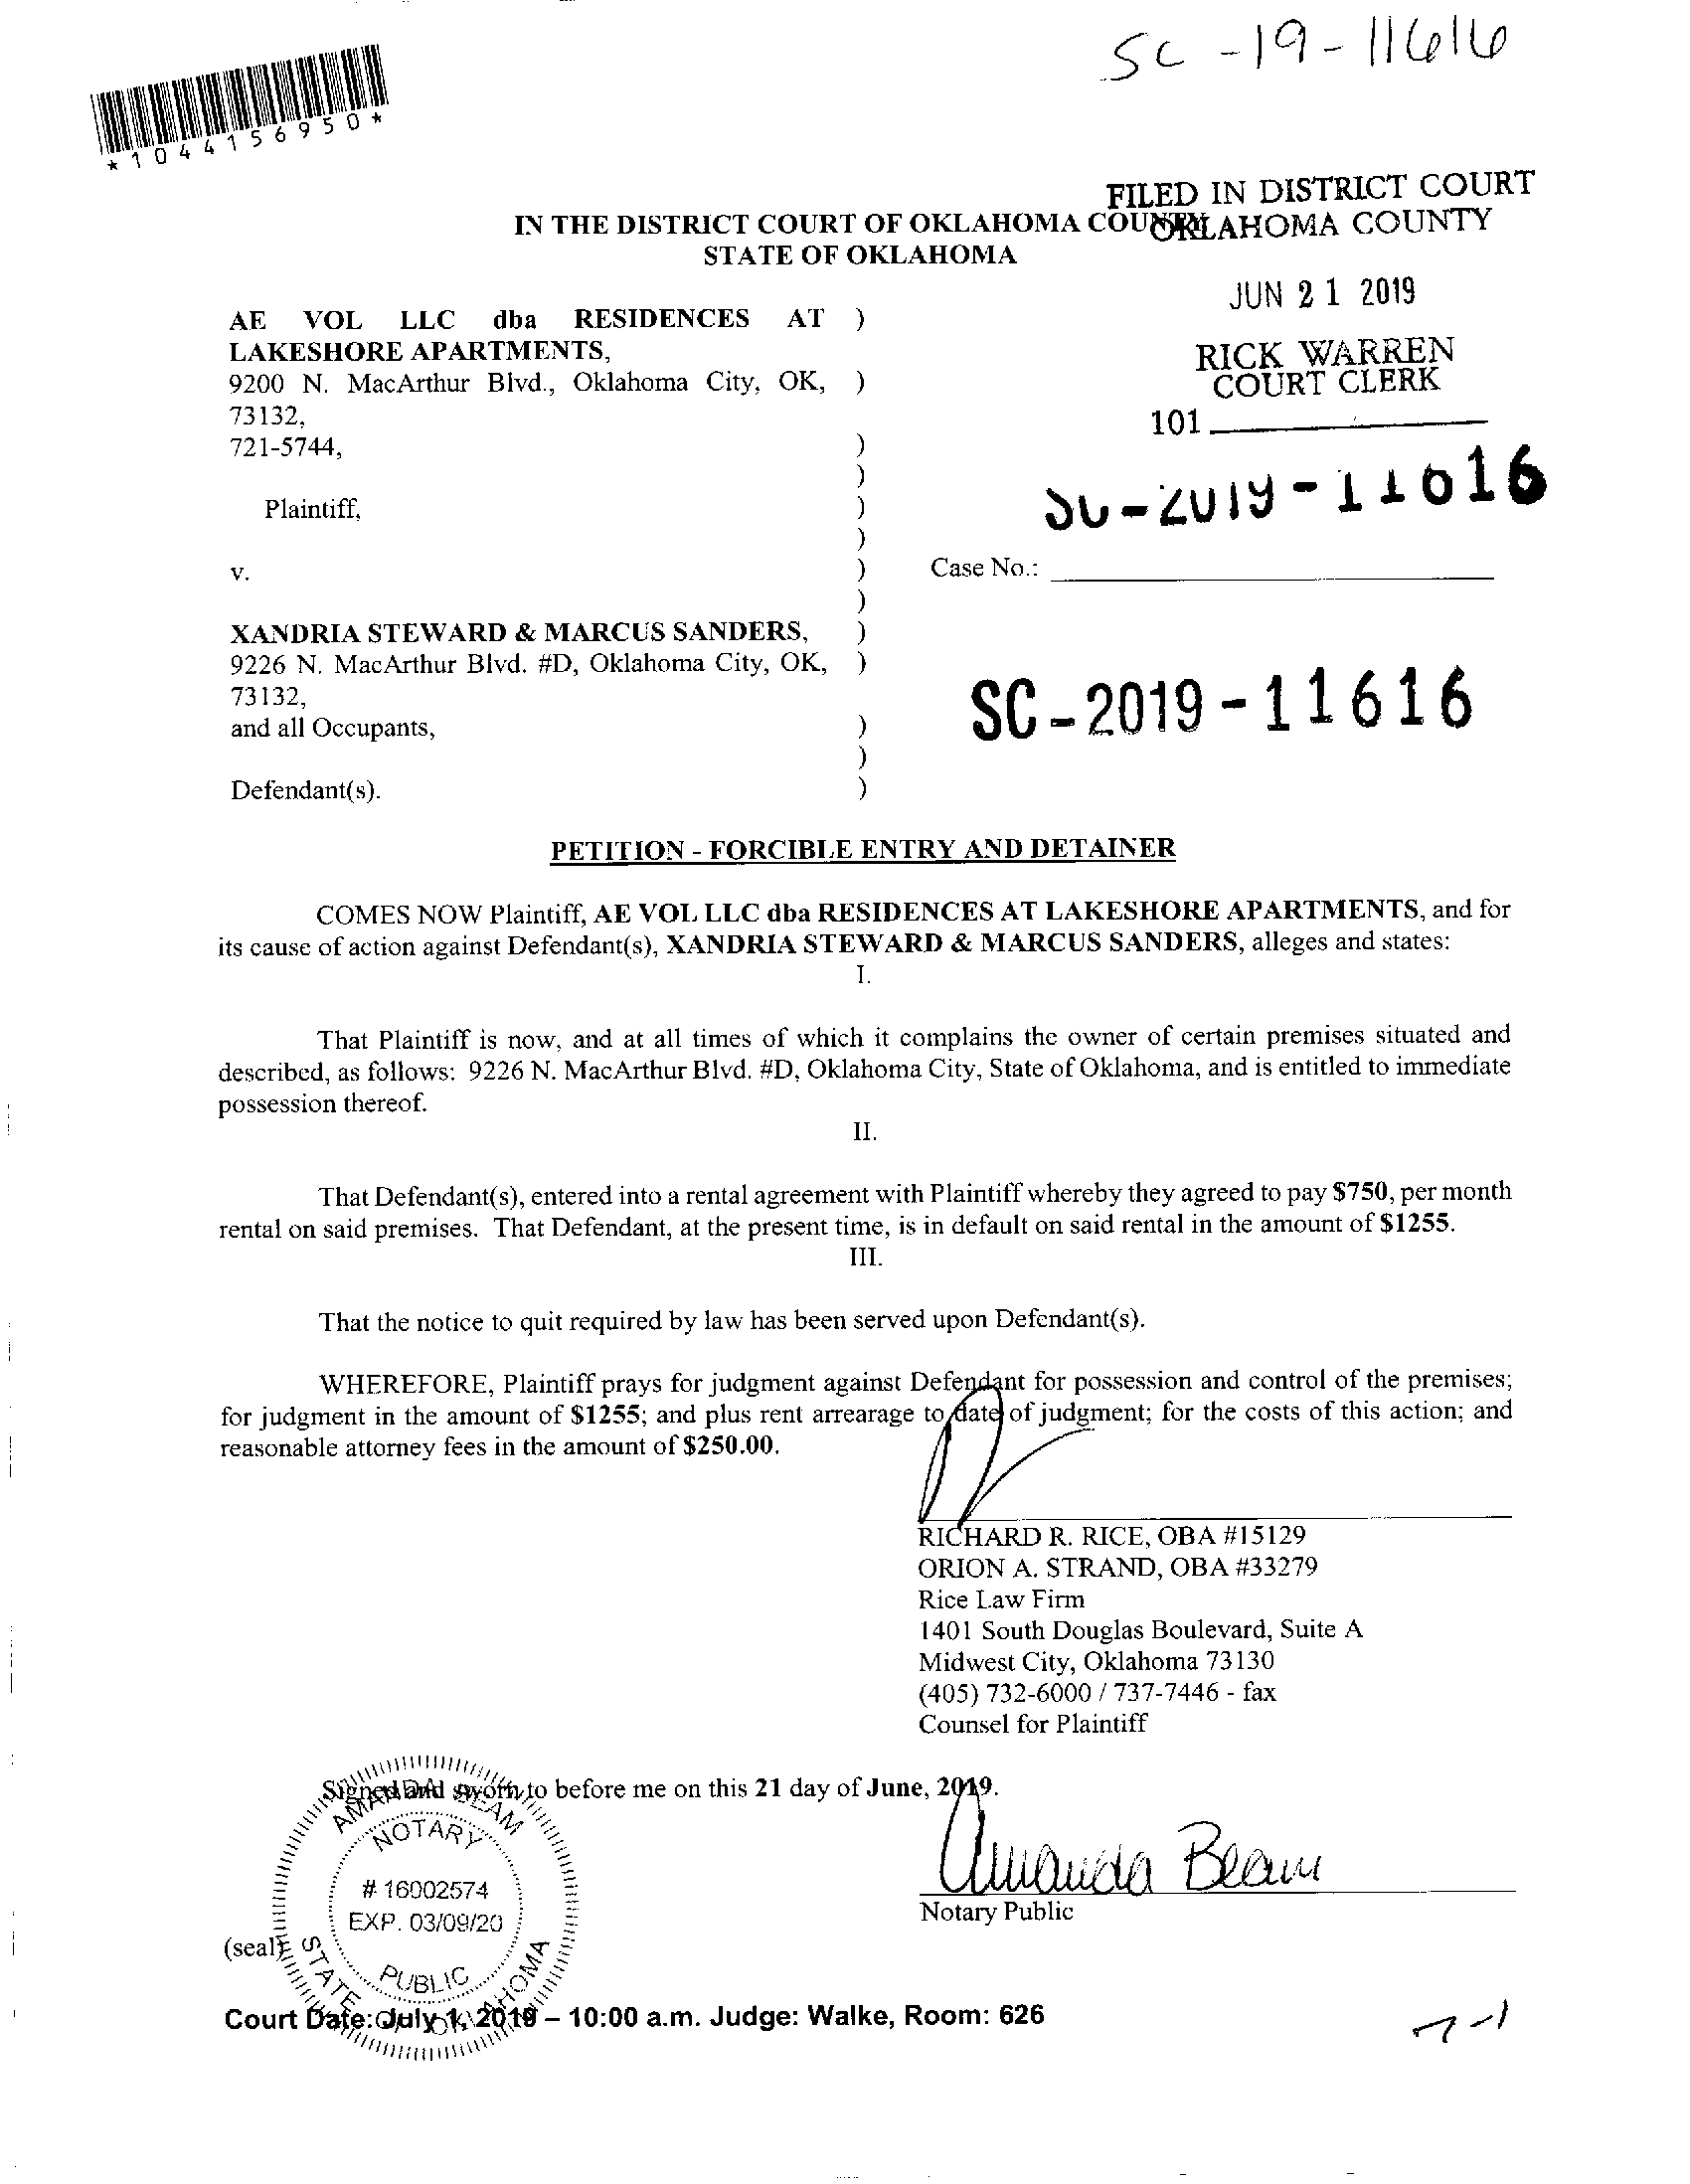 SC-19-11616
*1044156950*
FILED IN DISTRICT COURT
OKLAHOMA COUNTY
IN THE DISTRICT COURT OF OKLAHOMA COUNTY
STATE OF OKLAHOMA
JUN 21 2019
RICK WARREN
COURT CLERK
101
AE VOL LLC dba RESIDENCES AT )
LAKESHORE APARTMENTS,
9200 N. MacArthur Blvd., Oklahoma City, OK, )
73132,
721-5744, )
)
Plaintiff, )
)
v. )
)
Case No.:
XANDRIA STEWARD & MARCUS SANDERS, )
9226 N. MacArthur Blvd. #D, Oklahoma City, OK, )
73132,
and all Occupants, )
)
Defendant(s). )
SC-2019-11616
PETITION - FORCIBLE ENTRY AND DETAINER
COMES NOW Plaintiff, AE VOL LLC dba RESIDENCES AT LAKESHORE APARTMENTS, and for
its cause of action against Defendant(s), XANDRIA STEWARD & MARCUS SANDERS, alleges and states:
I.
That Plaintiff is now, and at all times of which it complains the owner of certain premises situated and
described, as follows: 9226 N. MacArthur Blvd. #D, Oklahoma City, State of Oklahoma, and is entitled to immediate
possession thereof.
II.
That Defendant(s), entered into a rental agreement with Plaintiff whereby they agreed to pay $750, per month
rental on said premises. That Defendant, at the present time, is in default on said rental in the amount of $1255.
III.
That the notice to quit required by law has been served upon Defendant(s).
WHEREFORE, Plaintiff prays for judgment against Defendant for possession and control of the premises;
for judgment in the amount of $1255; and plus rent arrearage to date of judgment; for the costs of this action; and
reasonable attorney fees in the amount of $250.00.
RICHARD R. RICE, OBA #15129
ORION A. STRAND, OBA #33279
Rice Law Firm
1401 South Douglas Boulevard, Suite A
Midwest City, Oklahoma 73130
(405) 732-6000 / 737-7446 - fax
Counsel for Plaintiff
Signed and sworn to before me on this 21 day of June, 2019.
AMANDA BEAM
NOTARY
# 16002574
EXP. 03/09/20
PUBLIC
STATE OF OKLAHOMA
Amanda Beam
Notary Public
(seal)
Court Date: July 1, 2019 – 10:00 a.m. Judge: Walke, Room: 626
7-1